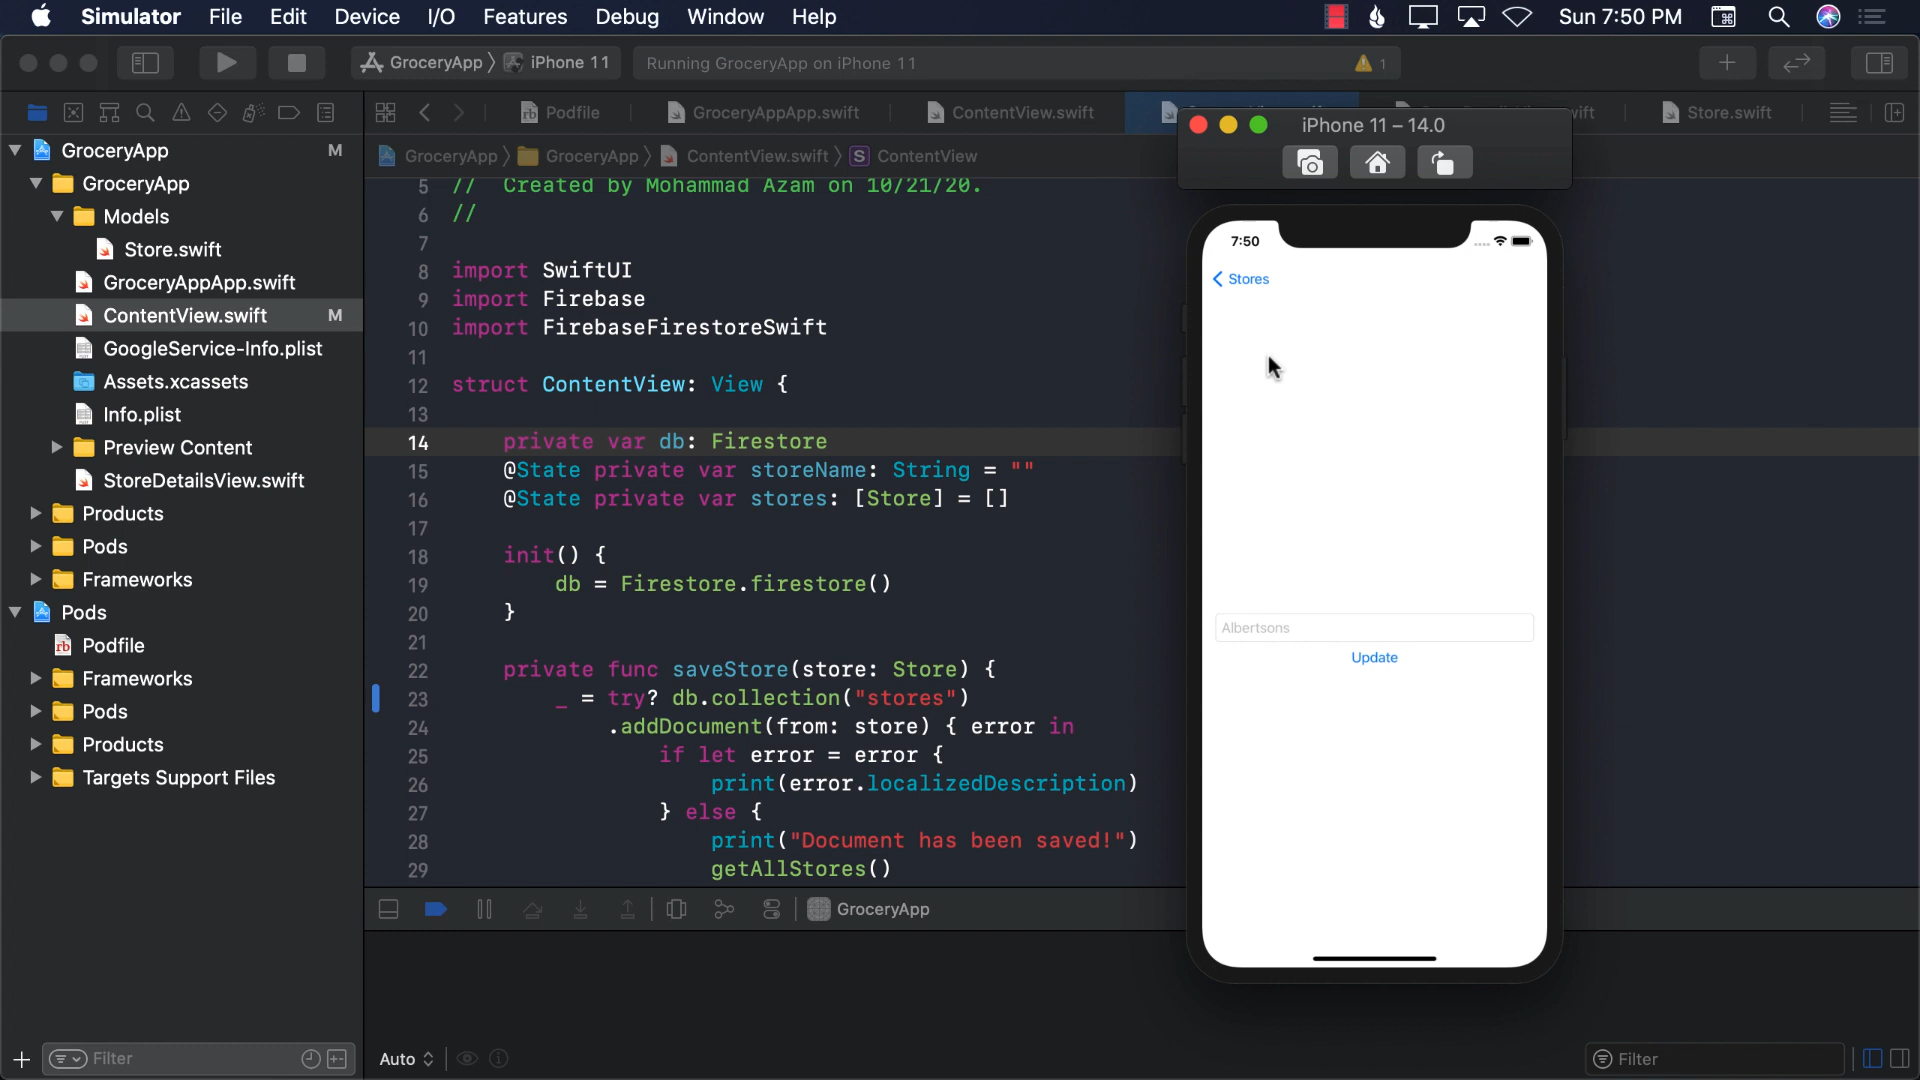 Simulator File Edit Device I/O Features Debug Window Help Sun 7:50 PM
GroceryApp iPhone 11 Running GroceryApp on iPhone 11 1
Podfile GroceryAppApp.swift ContentView.swift Store.swift
GroceryApp M
GroceryApp
Models
Store.swift
GroceryAppApp.swift
ContentView.swift M
GoogleService-Info.plist
Assets.xcassets
Info.plist
Preview Content
StoreDetailsView.swift
Products
Pods
Frameworks
Pods
Podfile
Frameworks
Pods
Products
Targets Support Files
Filter
GroceryApp GroceryApp ContentView.swift S ContentView
5 // Created by Mohammad Azam on 10/21/20.
6 //
7
8 import SwiftUI
9 import Firebase
10 import FirebaseFirestoreSwift
11
12 struct ContentView: View {
13
14 private var db: Firestore
15 @State private var storeName: String = ""
16 @State private var stores: [Store] = []
17
18 init() {
19 db = Firestore.firestore()
20 }
21
22 private func saveStore(store: Store) {
23 _ = try? db.collection("stores")
24 .addDocument(from: store) { error in
25 if let error = error {
26 print(error.localizedDescription)
27 } else {
28 print("Document has been saved!")
29 getAllStores()
GroceryApp
Auto
Filter
iPhone 11 – 14.0
7:50
Stores
Albertsons
Update